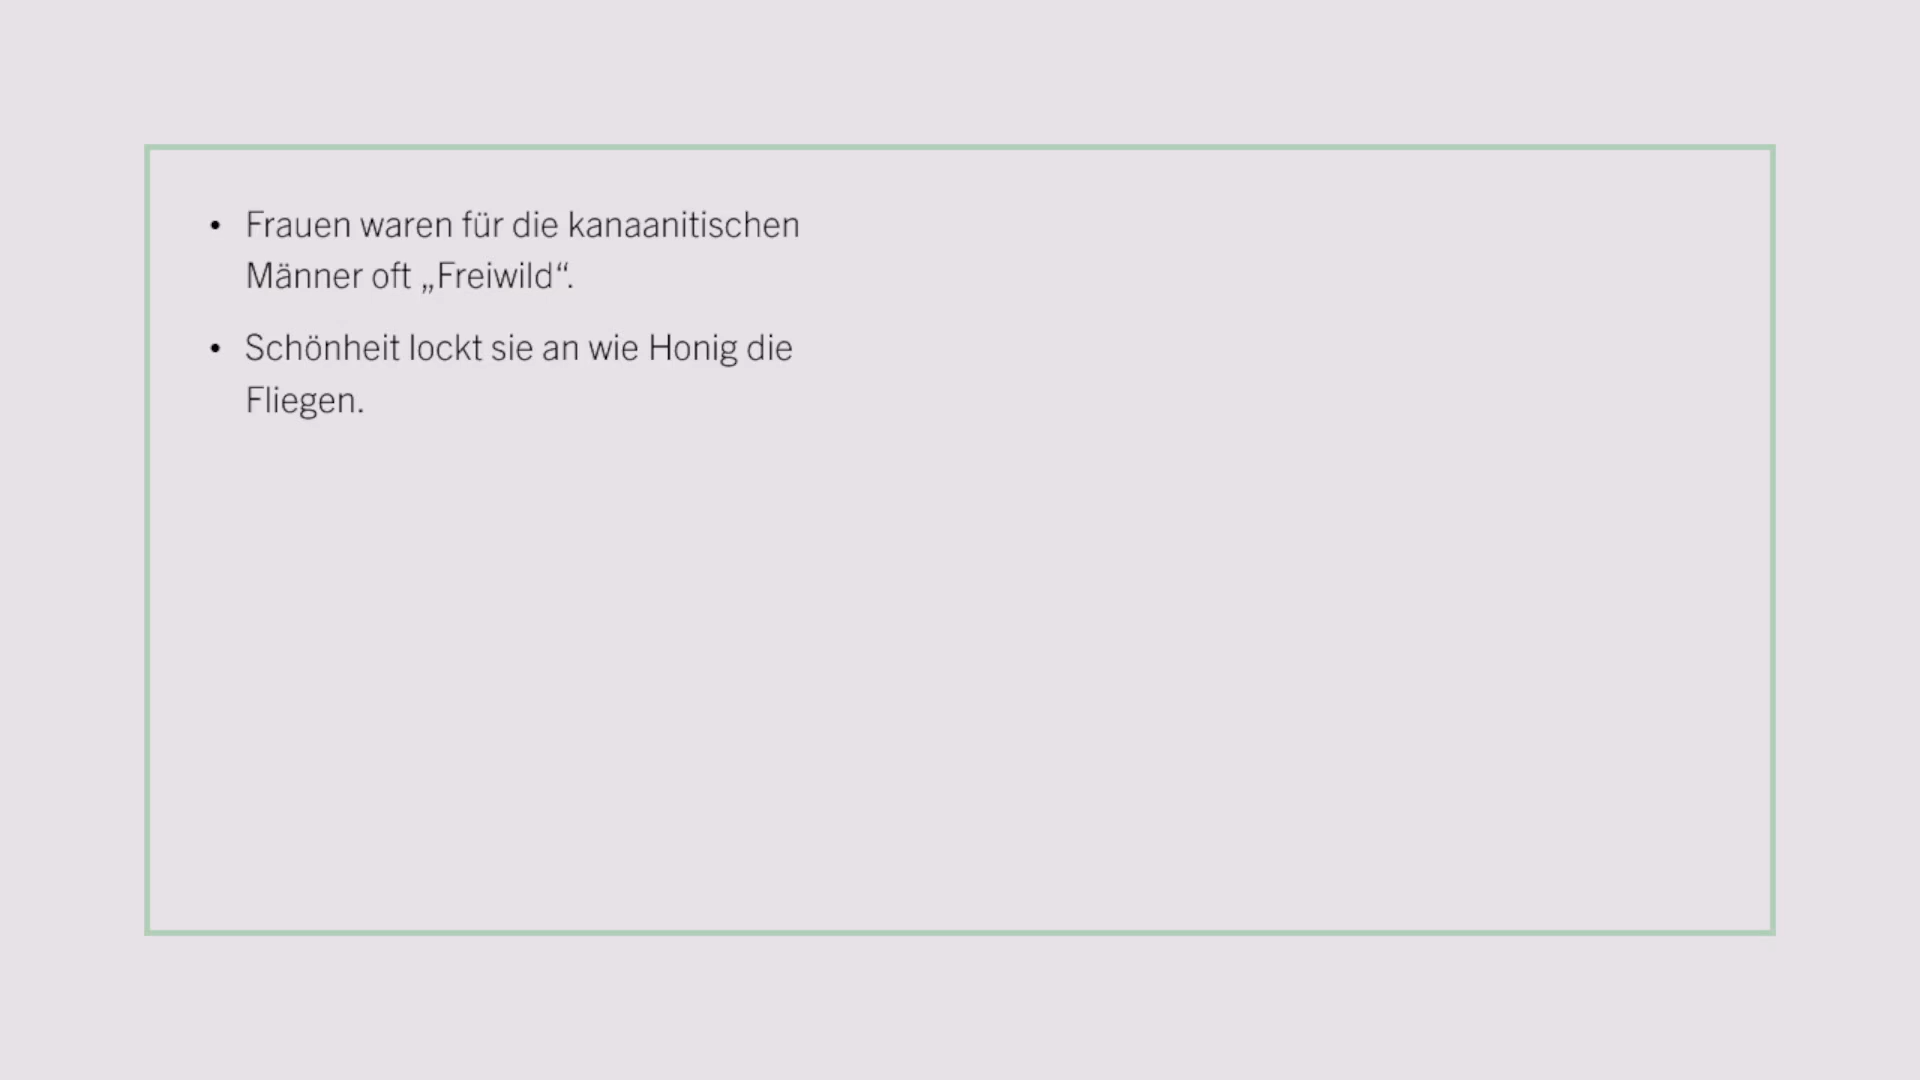 • Frauen waren für die kanaanitischen
Männer oft „Freiwild“.
• Schönheit lockt sie an wie Honig die
Fliegen.